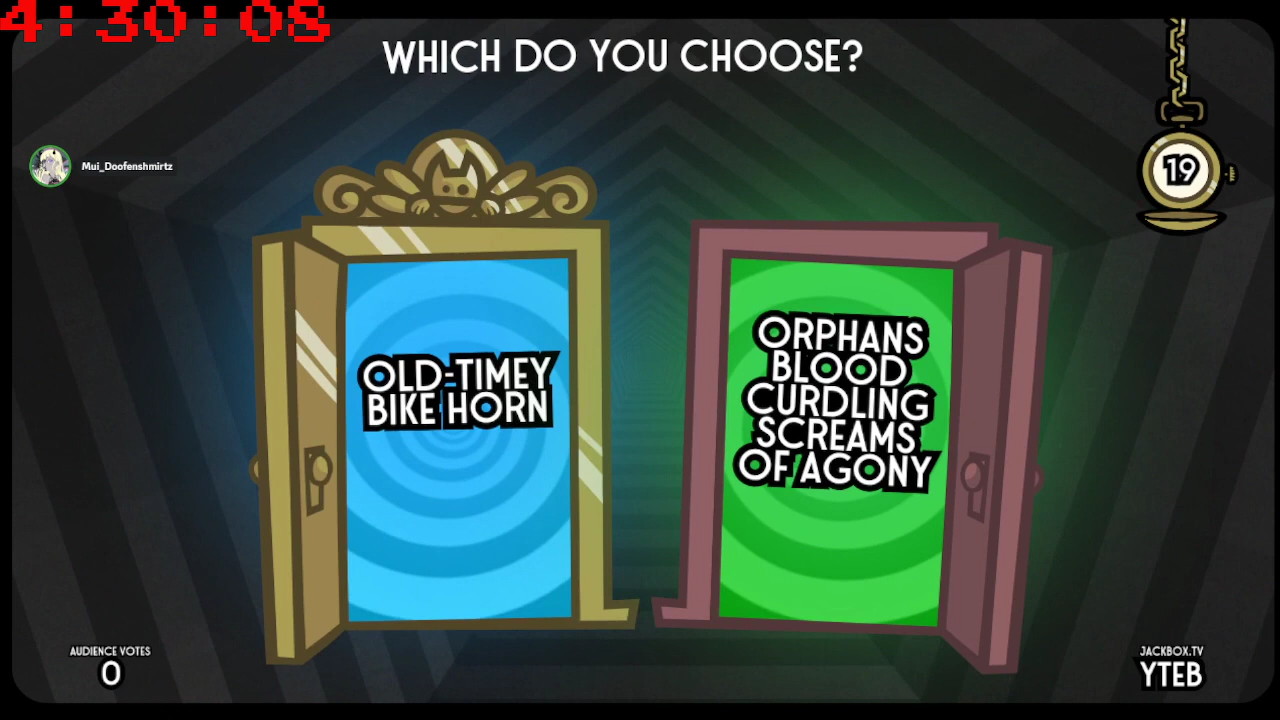 4:30:08
WHICH DO YOU CHOOSE?
Mui_Doofenshmirtz
19
OLD-TIMEY
BIKE HORN
ORPHANS
BLOOD
CURDLING
SCREAMS
OF AGONY
AUDIENCE VOTES
0
JACKBOX.TV
YTEB